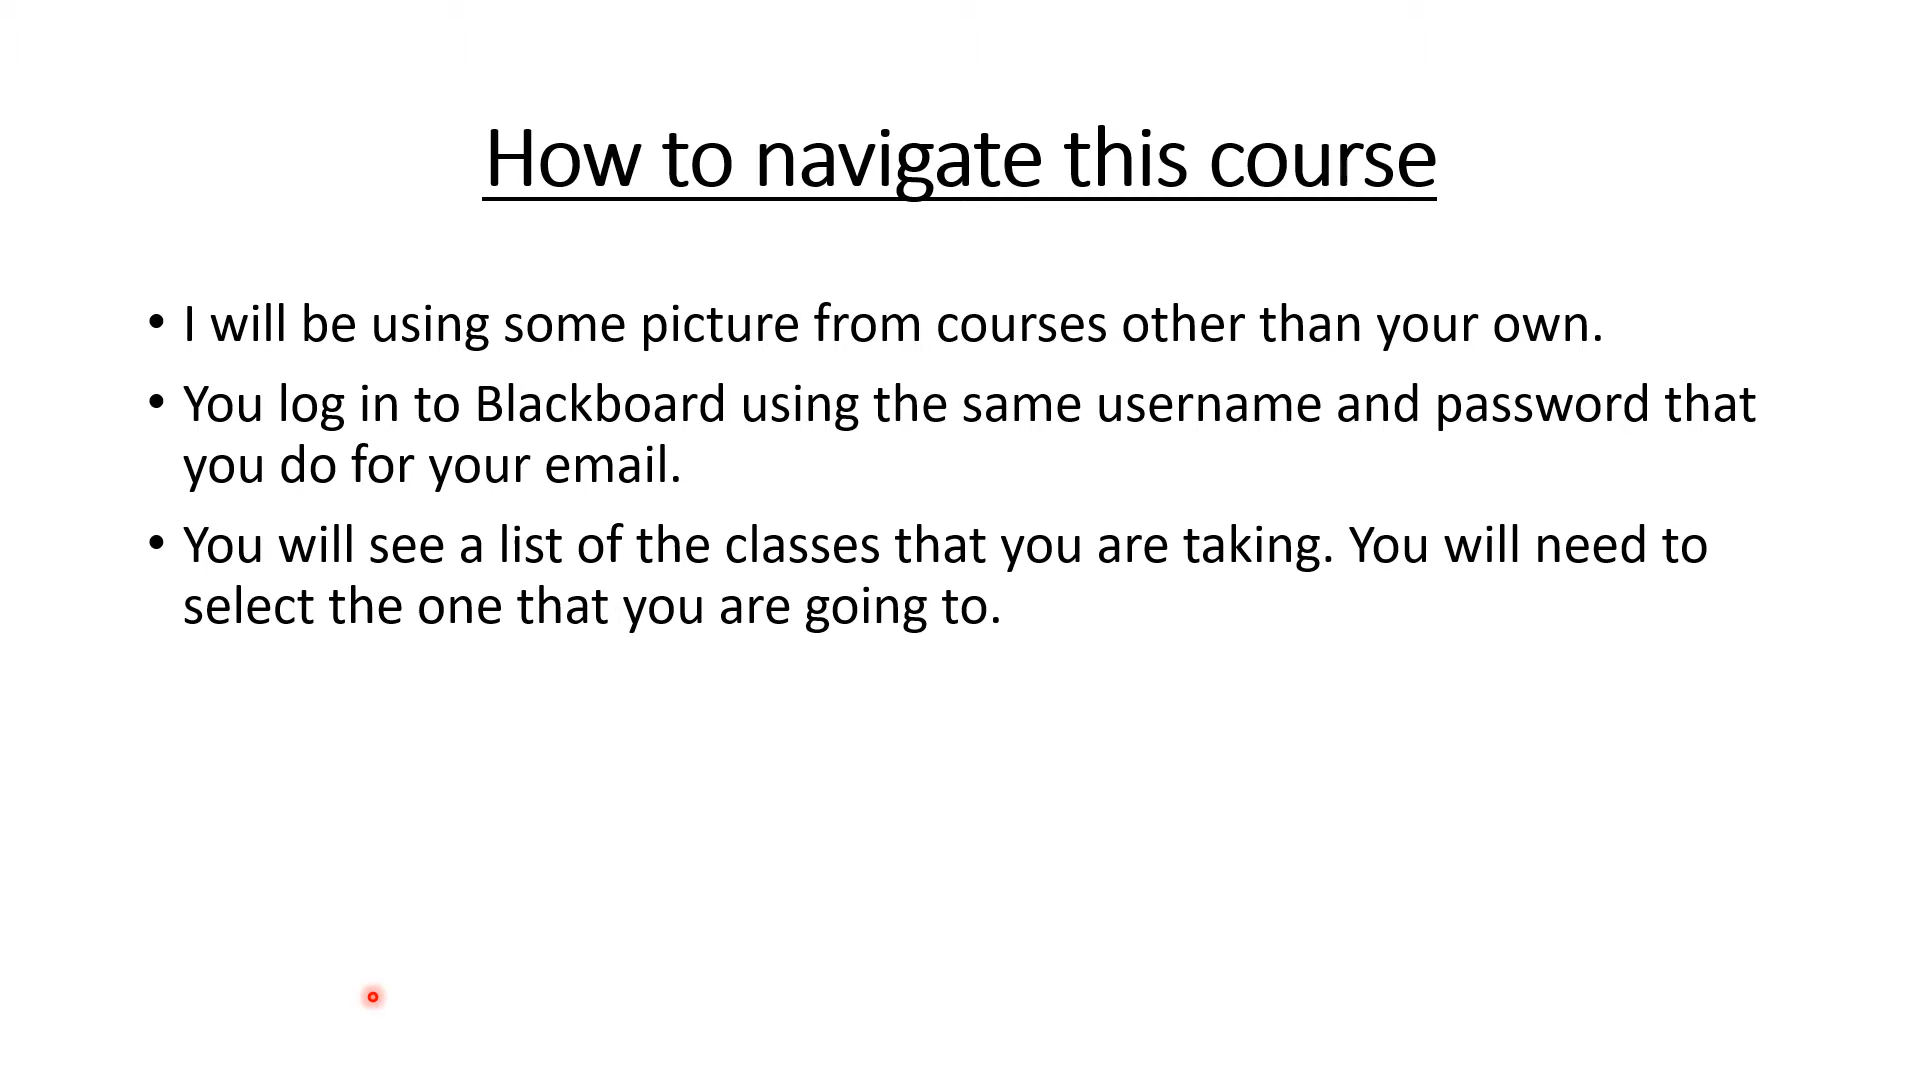 How to navigate this course
• I will be using some picture from courses other than your own.
• You log in to Blackboard using the same username and password that
you do for your email.
• You will see a list of the classes that you are taking. You will need to
select the one that you are going to.